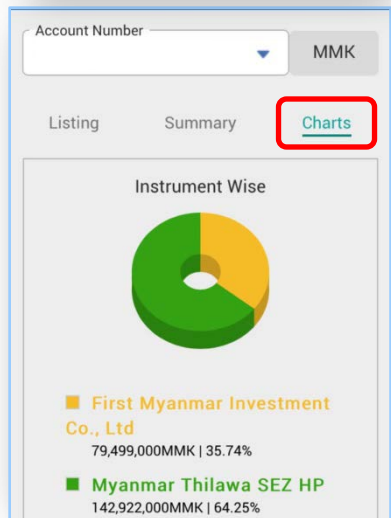 Account Number
MMK
Listing Summary Charts
Instrument Wise
First Myanmar Investment
Co., Ltd
79,499,000MMK | 35.74%
Myanmar Thilawa SEZ HP
142,922,000MMK | 64.25%